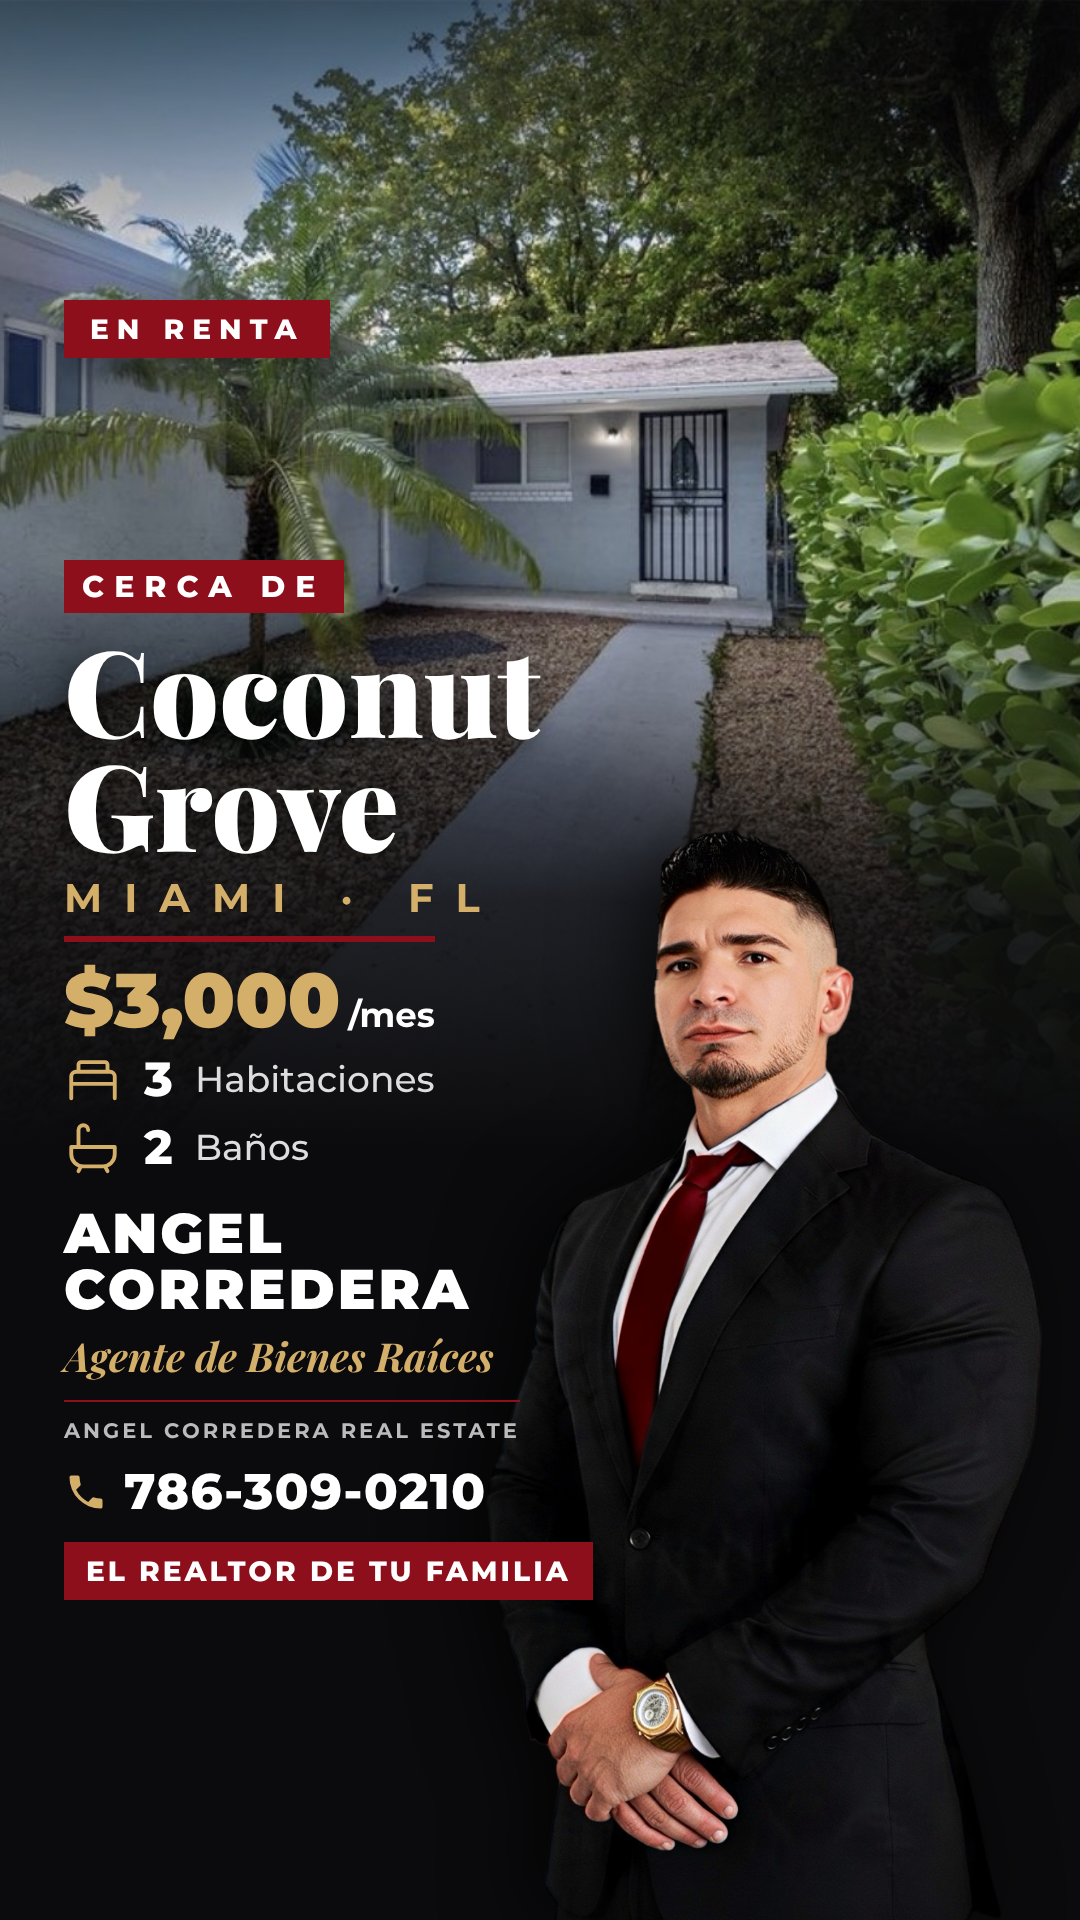 EN RENTA
CERCA DE
Coconut
Grove
MIAMI · FL
$3,000 /mes
3 Habitaciones
2 Baños
ANGEL
CORREDERA
Agente de Bienes Raíces
ANGEL CORREDERA REAL ESTATE
786-309-0210
EL REALTOR DE TU FAMILIA